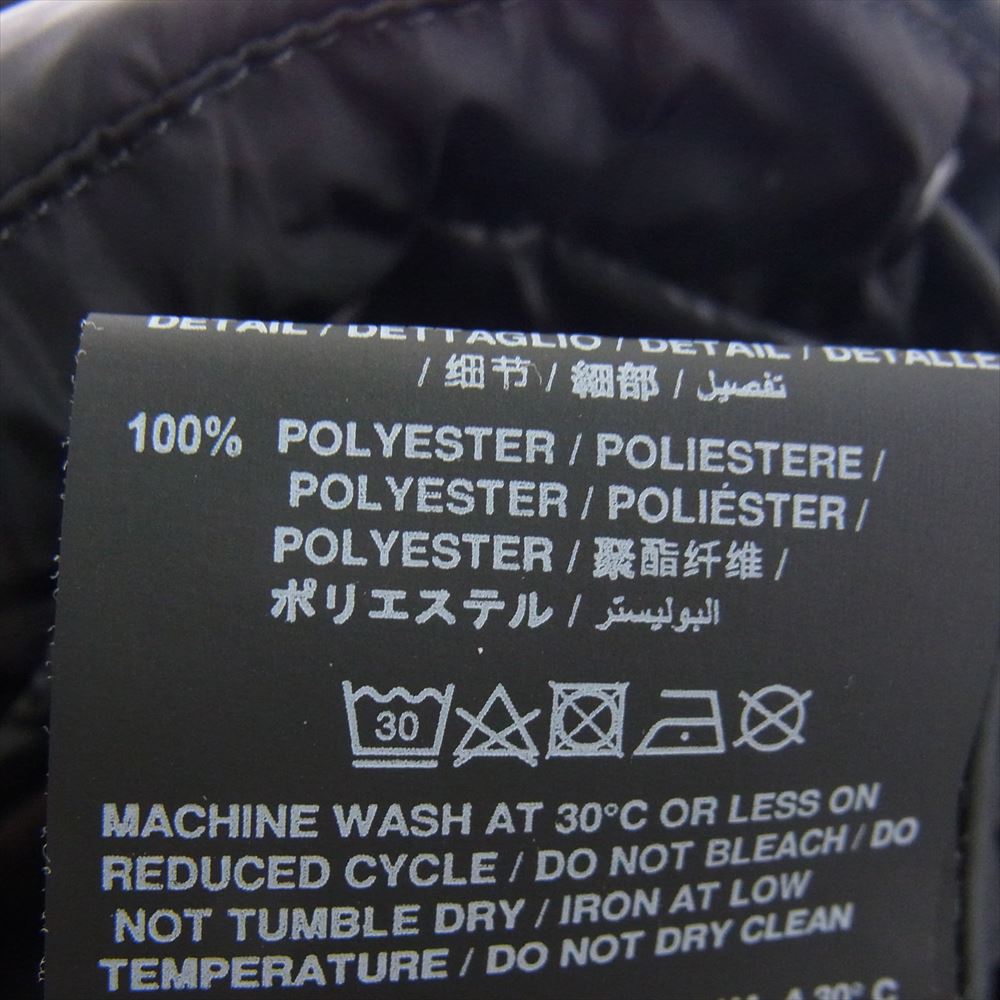 DETAIL / DETTAGLIO / DETAIL / DETALLE
/ 细节 / 細部 / تفصيل
100% POLYESTER / POLIESTERE /
POLYESTER / POLIÉSTER /
POLYESTER / 聚酯纤维 /
ポリエステル / البوليستر
30
MACHINE WASH AT 30°C OR LESS ON
REDUCED CYCLE / DO NOT BLEACH / DO
NOT TUMBLE DRY / IRON AT LOW
TEMPERATURE / DO NOT DRY CLEAN
A 30° C